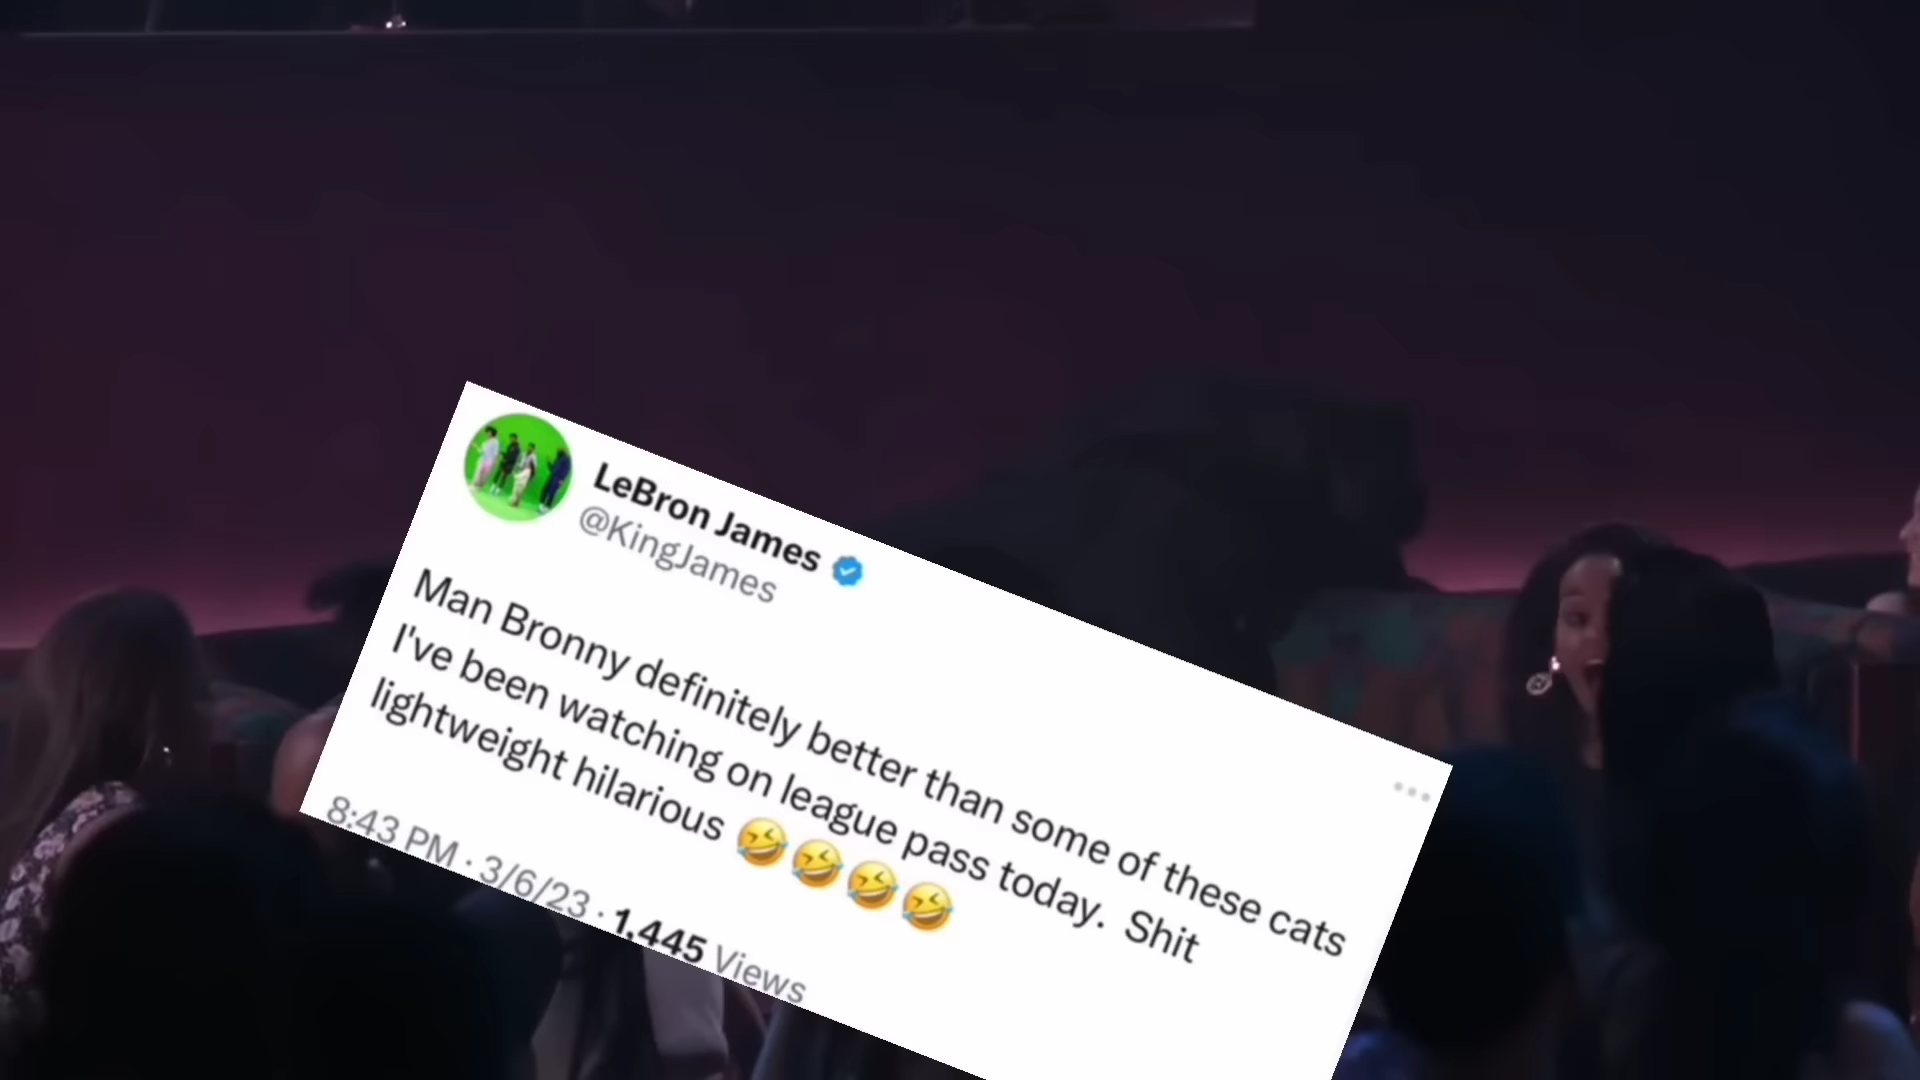 LeBron James
@KingJames
Man Bronny definitely better than some of these cats
I've been watching on league pass today.  Shit
lightweight hilarious 🤣🤣🤣🤣
8:43 PM · 3/6/23 · 1,445 Views